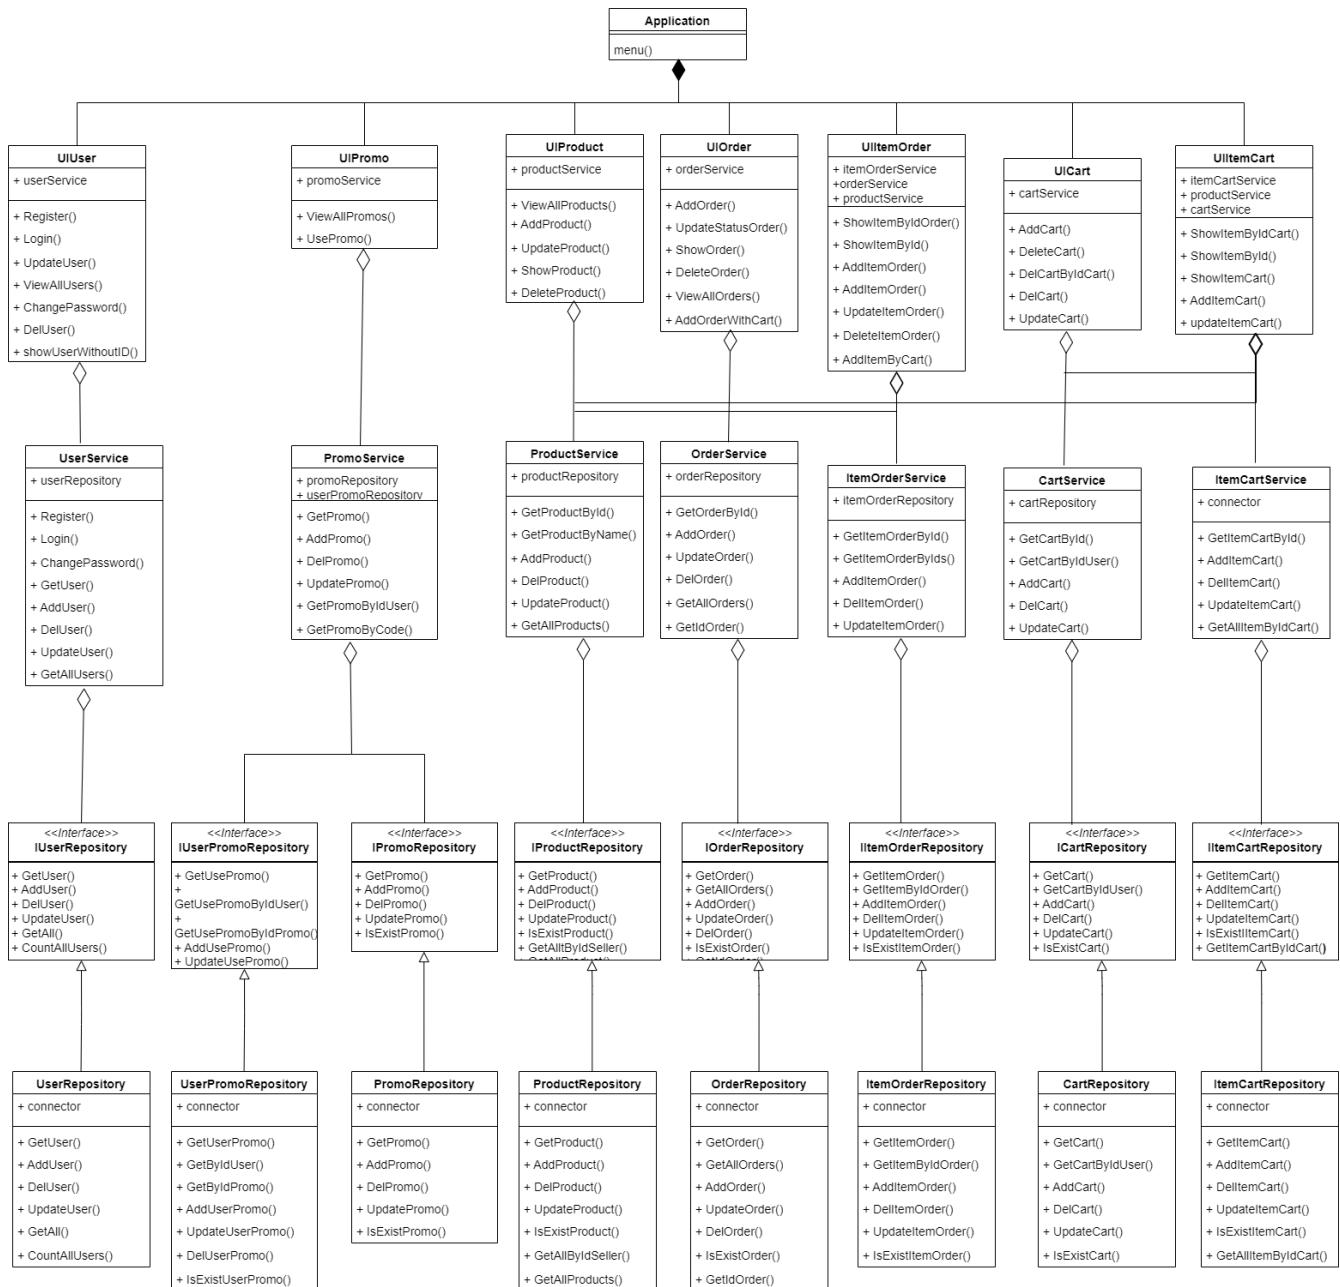 Application
menu()
UIUser
+ userService
+ Register()
+ Login()
+ UpdateUser()
+ ViewAllUsers()
+ ChangePassword()
+ DelUser()
+ showUserWithoutID()
UIPromo
+ promoService
+ ViewAllPromos()
+ UsePromo()
UIProduct
+ productService
+ ViewAllProducts()
+ AddProduct()
+ UpdateProduct()
+ ShowProduct()
+ DeleteProduct()
UIOrder
+ orderService
+ AddOrder()
+ UpdateStatusOrder()
+ ShowOrder()
+ DeleteOrder()
+ ViewAllOrders()
+ AddOrderWithCart()
UIItemOrder
+ itemOrderService
+orderService
+ productService
+ ShowItemByIdOrder()
+ ShowItemById()
+ AddItemOrder()
+ AddItemOrder()
+ UpdateItemOrder()
+ DeleteItemOrder()
+ AddItemByCart()
UICart
+ cartService
+ AddCart()
+ DeleteCart()
+ DelCartByIdCart()
+ DelCart()
+ UpdateCart()
UIItemCart
+ itemCartService
+ productService
+ cartService
+ ShowItemByIdCart()
+ ShowItemById()
+ ShowItemCart()
+ AddItemCart()
+ updateItemCart()
UserService
+ userRepository
+ Register()
+ Login()
+ ChangePassword()
+ GetUser()
+ AddUser()
+ DelUser()
+ UpdateUser()
+ GetAllUsers()
PromoService
+ promoRepository
+ userPromoRepository
+ GetPromo()
+ AddPromo()
+ DelPromo()
+ UpdatePromo()
+ GetPromoByIdUser()
+ GetPromoByCode()
ProductService
+ productRepository
+ GetProductById()
+ GetProductByName()
+ AddProduct()
+ DelProduct()
+ UpdateProduct()
+ GetAllProducts()
OrderService
+ orderRepository
+ GetOrderById()
+ AddOrder()
+ UpdateOrder()
+ DelOrder()
+ GetAllOrders()
+ GetIdOrder()
ItemOrderService
+ itemOrderRepository
+ GetItemOrderById()
+ GetItemOrderByIds()
+ AddItemOrder()
+ DelItemOrder()
+ UpdateItemOrder()
CartService
+ cartRepository
+ GetCartById()
+ GetCartByIdUser()
+ AddCart()
+ DelCart()
+ UpdateCart()
ItemCartService
+ connector
+ GetItemCartById()
+ AddItemCart()
+ DelItemCart()
+ UpdateItemCart()
+ GetAllItemByIdCart()
<<Interface>>
IUserRepository
+ GetUser()
+ AddUser()
+ DelUser()
+ UpdateUser()
+ GetAll()
+ CountAllUsers()
<<Interface>>
IUserPromoRepository
+ GetUsePromo()
+
GetUsePromoByIdUser()
+
GetUsePromoByIdPromo()
+ AddUsePromo()
+ UpdateUsePromo()
<<Interface>>
IPromoRepository
+ GetPromo()
+ AddPromo()
+ DelPromo()
+ UpdatePromo()
+ IsExistPromo()
<<Interface>>
IProductRepository
+ GetProduct()
+ AddProduct()
+ DelProduct()
+ UpdateProduct()
+ IsExistProduct()
+ GetAlltByIdSeller()
+ GetAllProduct()
<<Interface>>
IOrderRepository
+ GetOrder()
+ GetAllOrders()
+ AddOrder()
+ UpdateOrder()
+ DelOrder()
+ IsExistOrder()
+ GetIdOrder()
<<Interface>>
IItemOrderRepository
+ GetItemOrder()
+ GetItemByIdOrder()
+ AddItemOrder()
+ DelItemOrder()
+ UpdateItemOrder()
+ IsExistItemOrder()
<<Interface>>
ICartRepository
+ GetCart()
+ GetCartByIdUser()
+ AddCart()
+ DelCart()
+ UpdateCart()
+ IsExistCart()
<<Interface>>
IItemCartRepository
+ GetItemCart()
+ AddItemCart()
+ DelItemCart()
+ UpdateItemCart()
+ IsExistIItemCart()
+ GetItemCartByIdCart()
UserRepository
+ connector
+ GetUser()
+ AddUser()
+ DelUser()
+ UpdateUser()
+ GetAll()
+ CountAllUsers()
UserPromoRepository
+ connector
+ GetUserPromo()
+ GetByIdUser()
+ GetByIdPromo()
+ AddUserPromo()
+ UpdateUserPromo()
+ DelUserPromo()
+ IsExistUserPromo()
PromoRepository
+ connector
+ GetPromo()
+ AddPromo()
+ DelPromo()
+ UpdatePromo()
+ IsExistPromo()
ProductRepository
+ connector
+ GetProduct()
+ AddProduct()
+ DelProduct()
+ UpdateProduct()
+ IsExistProduct()
+ GetAllByIdSeller()
+ GetAllProducts()
OrderRepository
+ connector
+ GetOrder()
+ GetAllOrders()
+ AddOrder()
+ UpdateOrder()
+ DelOrder()
+ IsExistOrder()
+ GetIdOrder()
ItemOrderRepository
+ connector
+ GetItemOrder()
+ GetItemByIdOrder()
+ AddItemOrder()
+ DelItemOrder()
+ UpdateItemOrder()
+ IsExistItemOrder()
CartRepository
+ connector
+ GetCart()
+ GetCartByIdUser()
+ AddCart()
+ DelCart()
+ UpdateCart()
+ IsExistCart()
ItemCartRepository
+ connector
+ GetItemCart()
+ AddItemCart()
+ DelItemCart()
+ UpdateItemCart()
+ IsExistItemCart()
+ GetAllItemByIdCart()